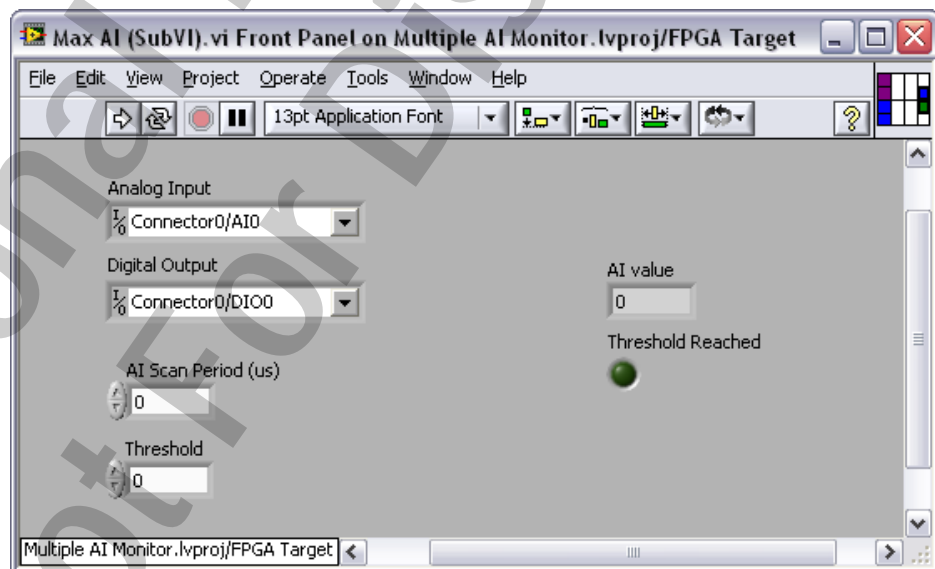 Max AI (SubVI).vi Front Panel on Multiple AI Monitor.lvproj/FPGA Target
File Edit View Project Operate Tools Window Help
13pt Application Font
Analog Input
I/O Connector0/AI0
Digital Output
I/O Connector0/DIO0
AI value
0
AI Scan Period (us)
0
Threshold Reached
Threshold
0
Multiple AI Monitor.lvproj/FPGA Target